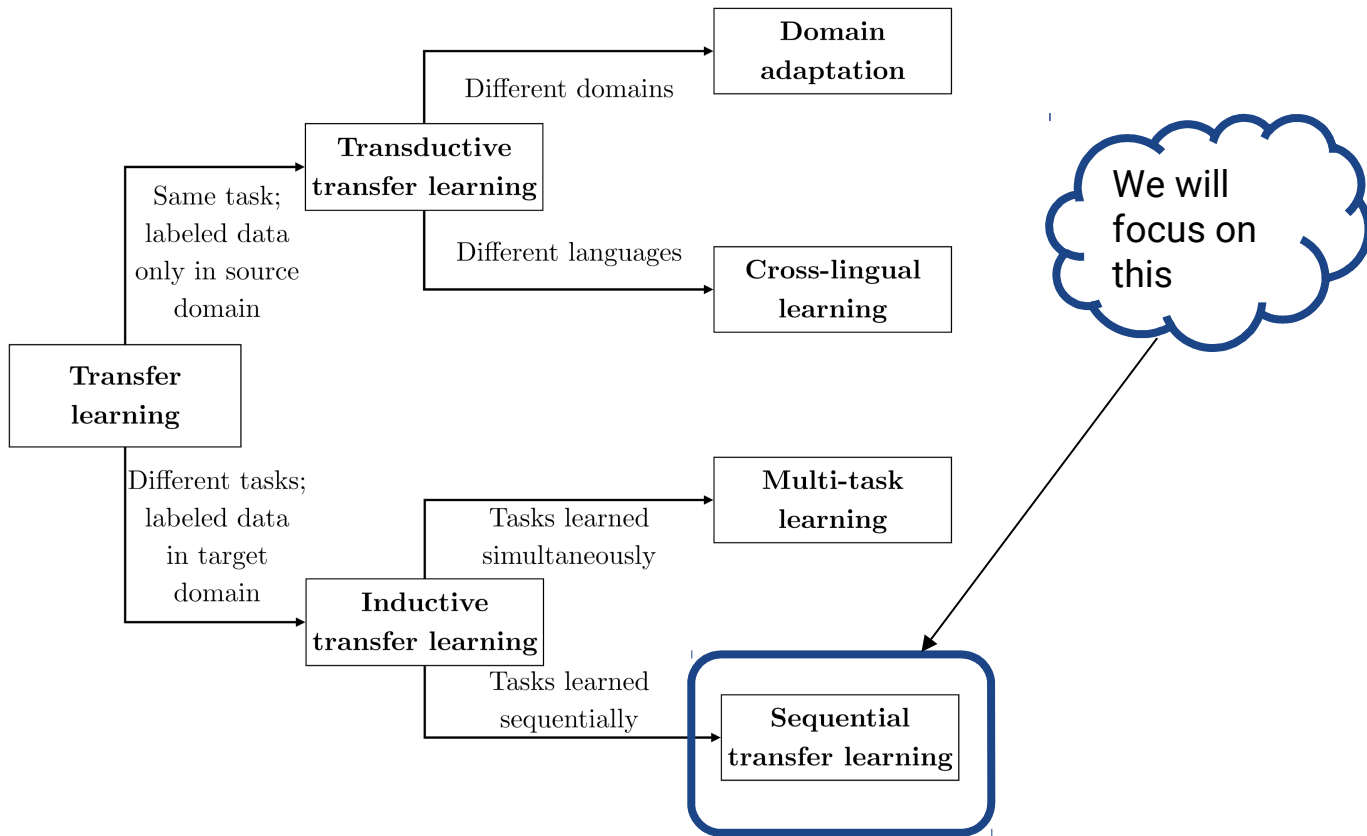 Domain
adaptation
Different domains
Transductive
transfer learning
Same task;
labeled data
only in source
domain
Different languages
Cross-lingual
learning
We will
focus on
this
Transfer
learning
Different tasks;
labeled data
in target
domain
Multi-task
learning
Tasks learned
simultaneously
Inductive
transfer learning
Tasks learned
sequentially
Sequential
transfer learning